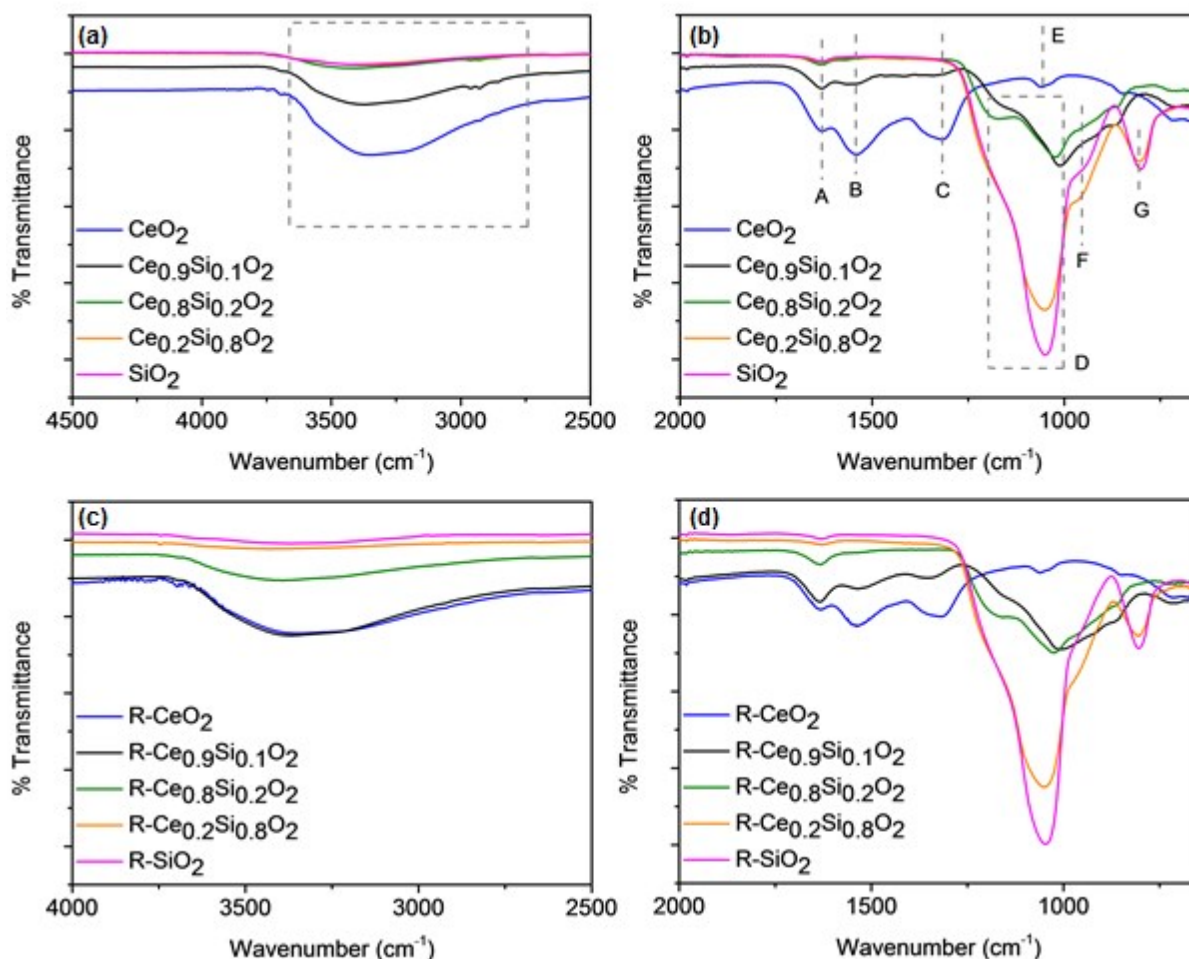 (a)
% Transmittance
CeO2
Ce0.9Si0.1O2
Ce0.8Si0.2O2
Ce0.2Si0.8O2
SiO2
4500 4000 3500 3000 2500
Wavenumber (cm-1)
(b)
% Transmittance
E
A
B
C
G
F
D
CeO2
Ce0.9Si0.1O2
Ce0.8Si0.2O2
Ce0.2Si0.8O2
SiO2
2000 1500 1000
Wavenumber (cm-1)
(c)
% Transmittance
R-CeO2
R-Ce0.9Si0.1O2
R-Ce0.8Si0.2O2
R-Ce0.2Si0.8O2
R-SiO2
4000 3500 3000 2500
Wavenumber (cm-1)
(d)
% Transmittance
R-CeO2
R-Ce0.9Si0.1O2
R-Ce0.8Si0.2O2
R-Ce0.2Si0.8O2
R-SiO2
2000 1500 1000
Wavenumber (cm-1)